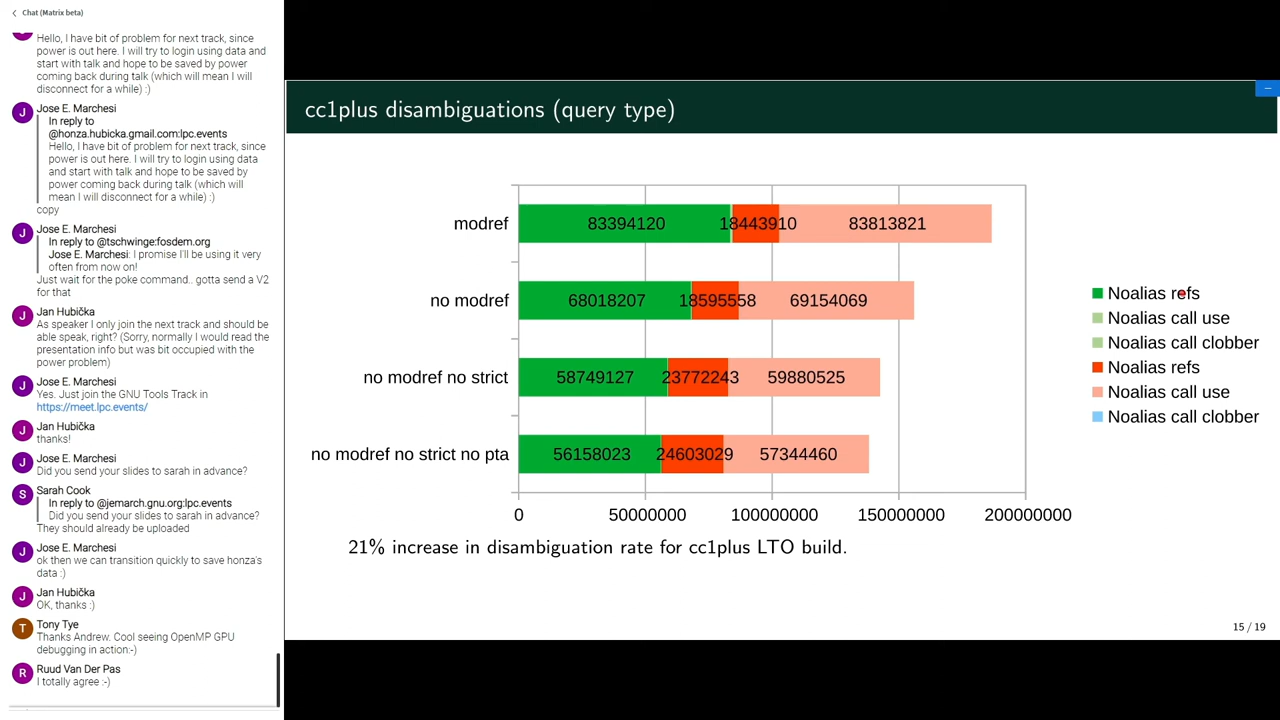 Chat (Matrix beta)
Hello, I have bit of problem for next track, since
power is out here. I will try to login using data and
start with talk and hope to be saved by power
coming back during talk (which will mean I will
disconnect for a while) :)
J
Jose E. Marchesi
In reply to
@honza.hubicka.gmail.com:lpc.events
Hello, I have bit of problem for next track, since
power is out here. I will try to login using data
and start with talk and hope to be saved by
power coming back during talk (which will
mean I will disconnect for a while) :)
copy
J
Jose E. Marchesi
In reply to @tschwinge:fosdem.org
Jose E. Marchesi: I promise I'll be using it very
often from now on!
Just wait for the poke command.. gotta send a V2
for that
J
Jan Hubička
As speaker I only join the next track and should be
able speak, right? (Sorry, normally I would read the
presentation info but was bit occupied with the
power problem)
J
Jose E. Marchesi
Yes. Just join the GNU Tools Track in
https://meet.lpc.events/
J
Jan Hubička
thanks!
J
Jose E. Marchesi
Did you send your slides to sarah in advance?
S
Sarah Cook
In reply to @jemarch.gnu.org:lpc.events
Did you send your slides to sarah in advance?
They should already be uploaded
J
Jose E. Marchesi
ok then we can transition quickly to save honza's
data :)
J
Jan Hubička
OK, thanks :)
T
Tony Tye
Thanks Andrew. Cool seeing OpenMP GPU
debugging in action:-)
R
Ruud Van Der Pas
I totally agree :-)
cc1plus disambiguations (query type)
modref 83394120 18443910 83813821
no modref 68018207 18595558 69154069
no modref no strict 58749127 23772243 59880525
no modref no strict no pta 56158023 24603029 57344460
0 50000000 100000000 150000000 200000000
Noalias refs
Noalias call use
Noalias call clobber
Noalias refs
Noalias call use
Noalias call clobber
21% increase in disambiguation rate for cc1plus LTO build.
15 / 19